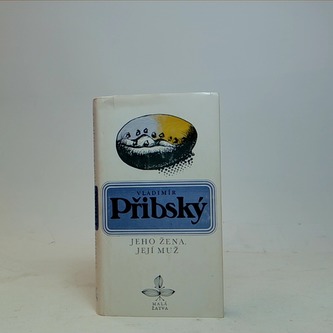 VLADIMÍR
Přibský
JEHO ŽENA,
JEJÍ MUŽ
MALÁ
ŽATVA